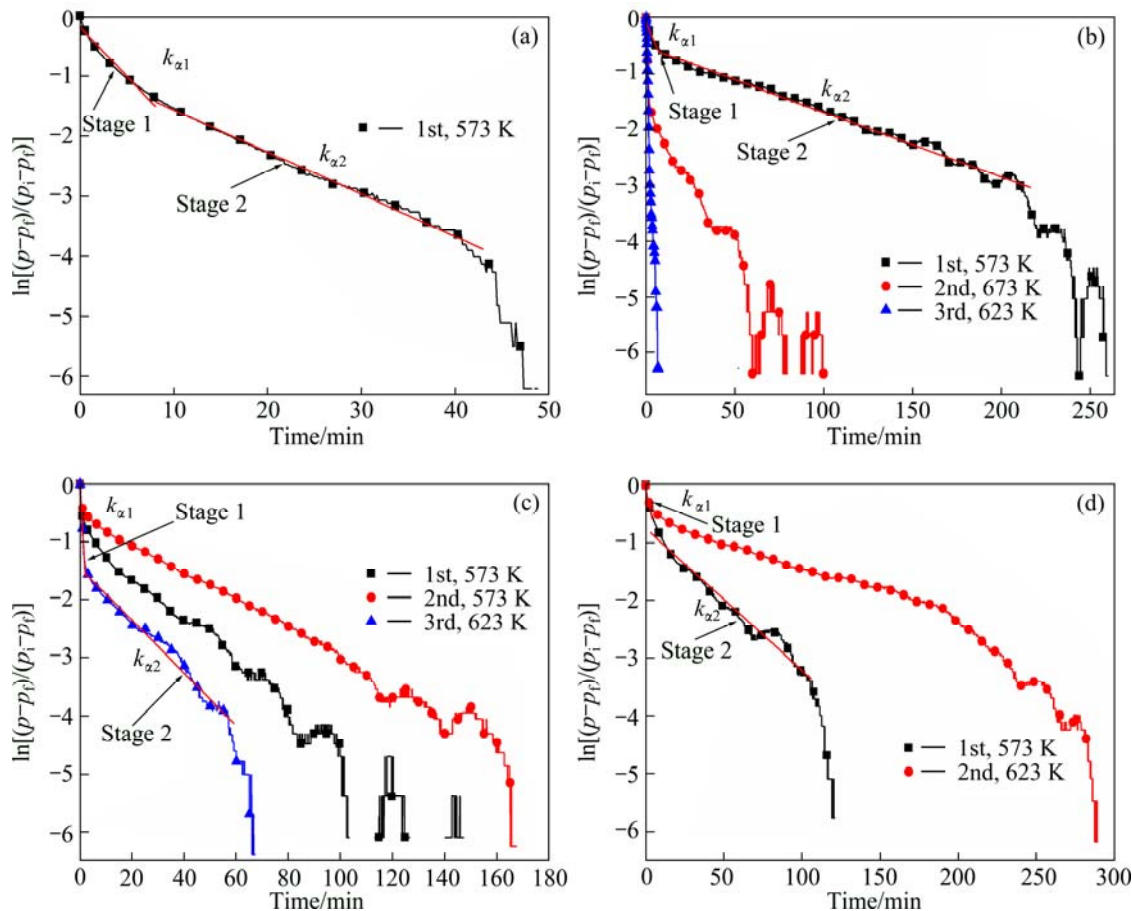 (a)
ln[(p−pf)/(pi−pf)]
0
−1
−2
−3
−4
−5
−6
kα1
Stage 1
kα2
Stage 2
1st, 573 K
0 10 20 30 40 50
Time/min
(b)
ln[(p−pf)/(pi−pf)]
0
−1
−2
−3
−4
−5
−6
kα1
Stage 1
kα2
Stage 2
1st, 573 K
2nd, 673 K
3rd, 623 K
0 50 100 150 200 250
Time/min
(c)
ln[(p−pf)/(pi−pf)]
0
−1
−2
−3
−4
−5
−6
kα1
Stagc 1
kα2
Stage 2
1st, 573 K
2nd, 573 K
3rd, 623 K
0 20 40 60 80 100 120 140 160 180
Time/min
(d)
ln[(p−pf)/(pi−pf)]
0
−1
−2
−3
−4
−5
−6
kα1
Stage 1
kα2
Stage 2
1st, 573 K
2nd, 623 K
0 50 100 150 200 250 300
Time/min